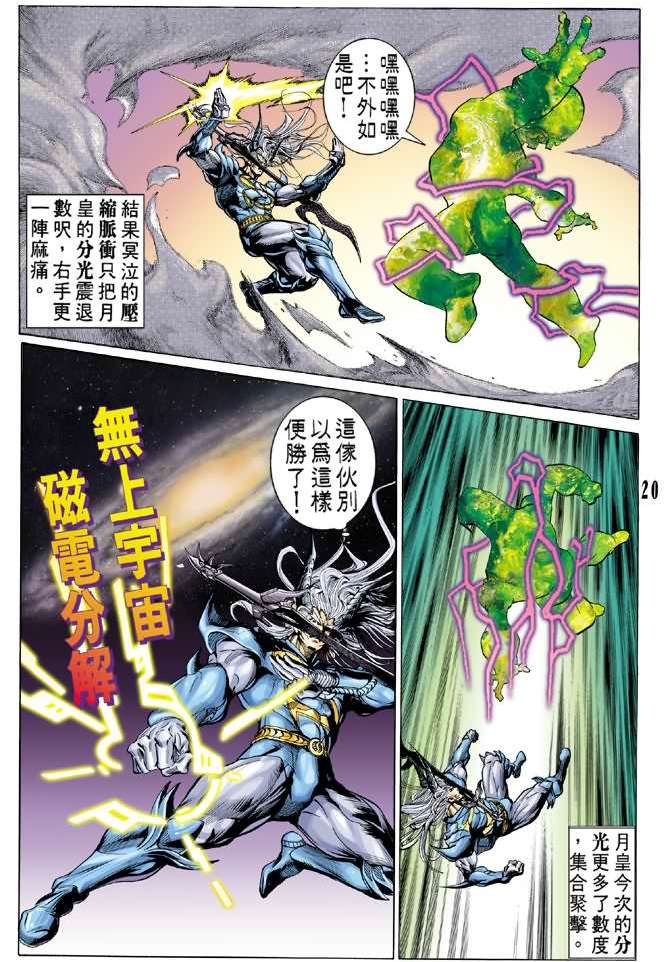 嘿嘿嘿嘿
…不外如
是吧！
結果冥泣的壓
縮脈衝只把月
皇的分光震退
數呎，右手更
一陣麻痛。
20
月皇今次的分
光更多了數度
，集合聚擊。
這傢伙別
以爲這樣
便勝了！
無上宇宙
磁電分解